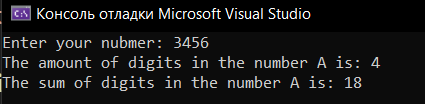 Консоль отладки Microsoft Visual Studio
Enter your nubmer: 3456
The amount of digits in the number A is: 4
The sum of digits in the number A is: 18